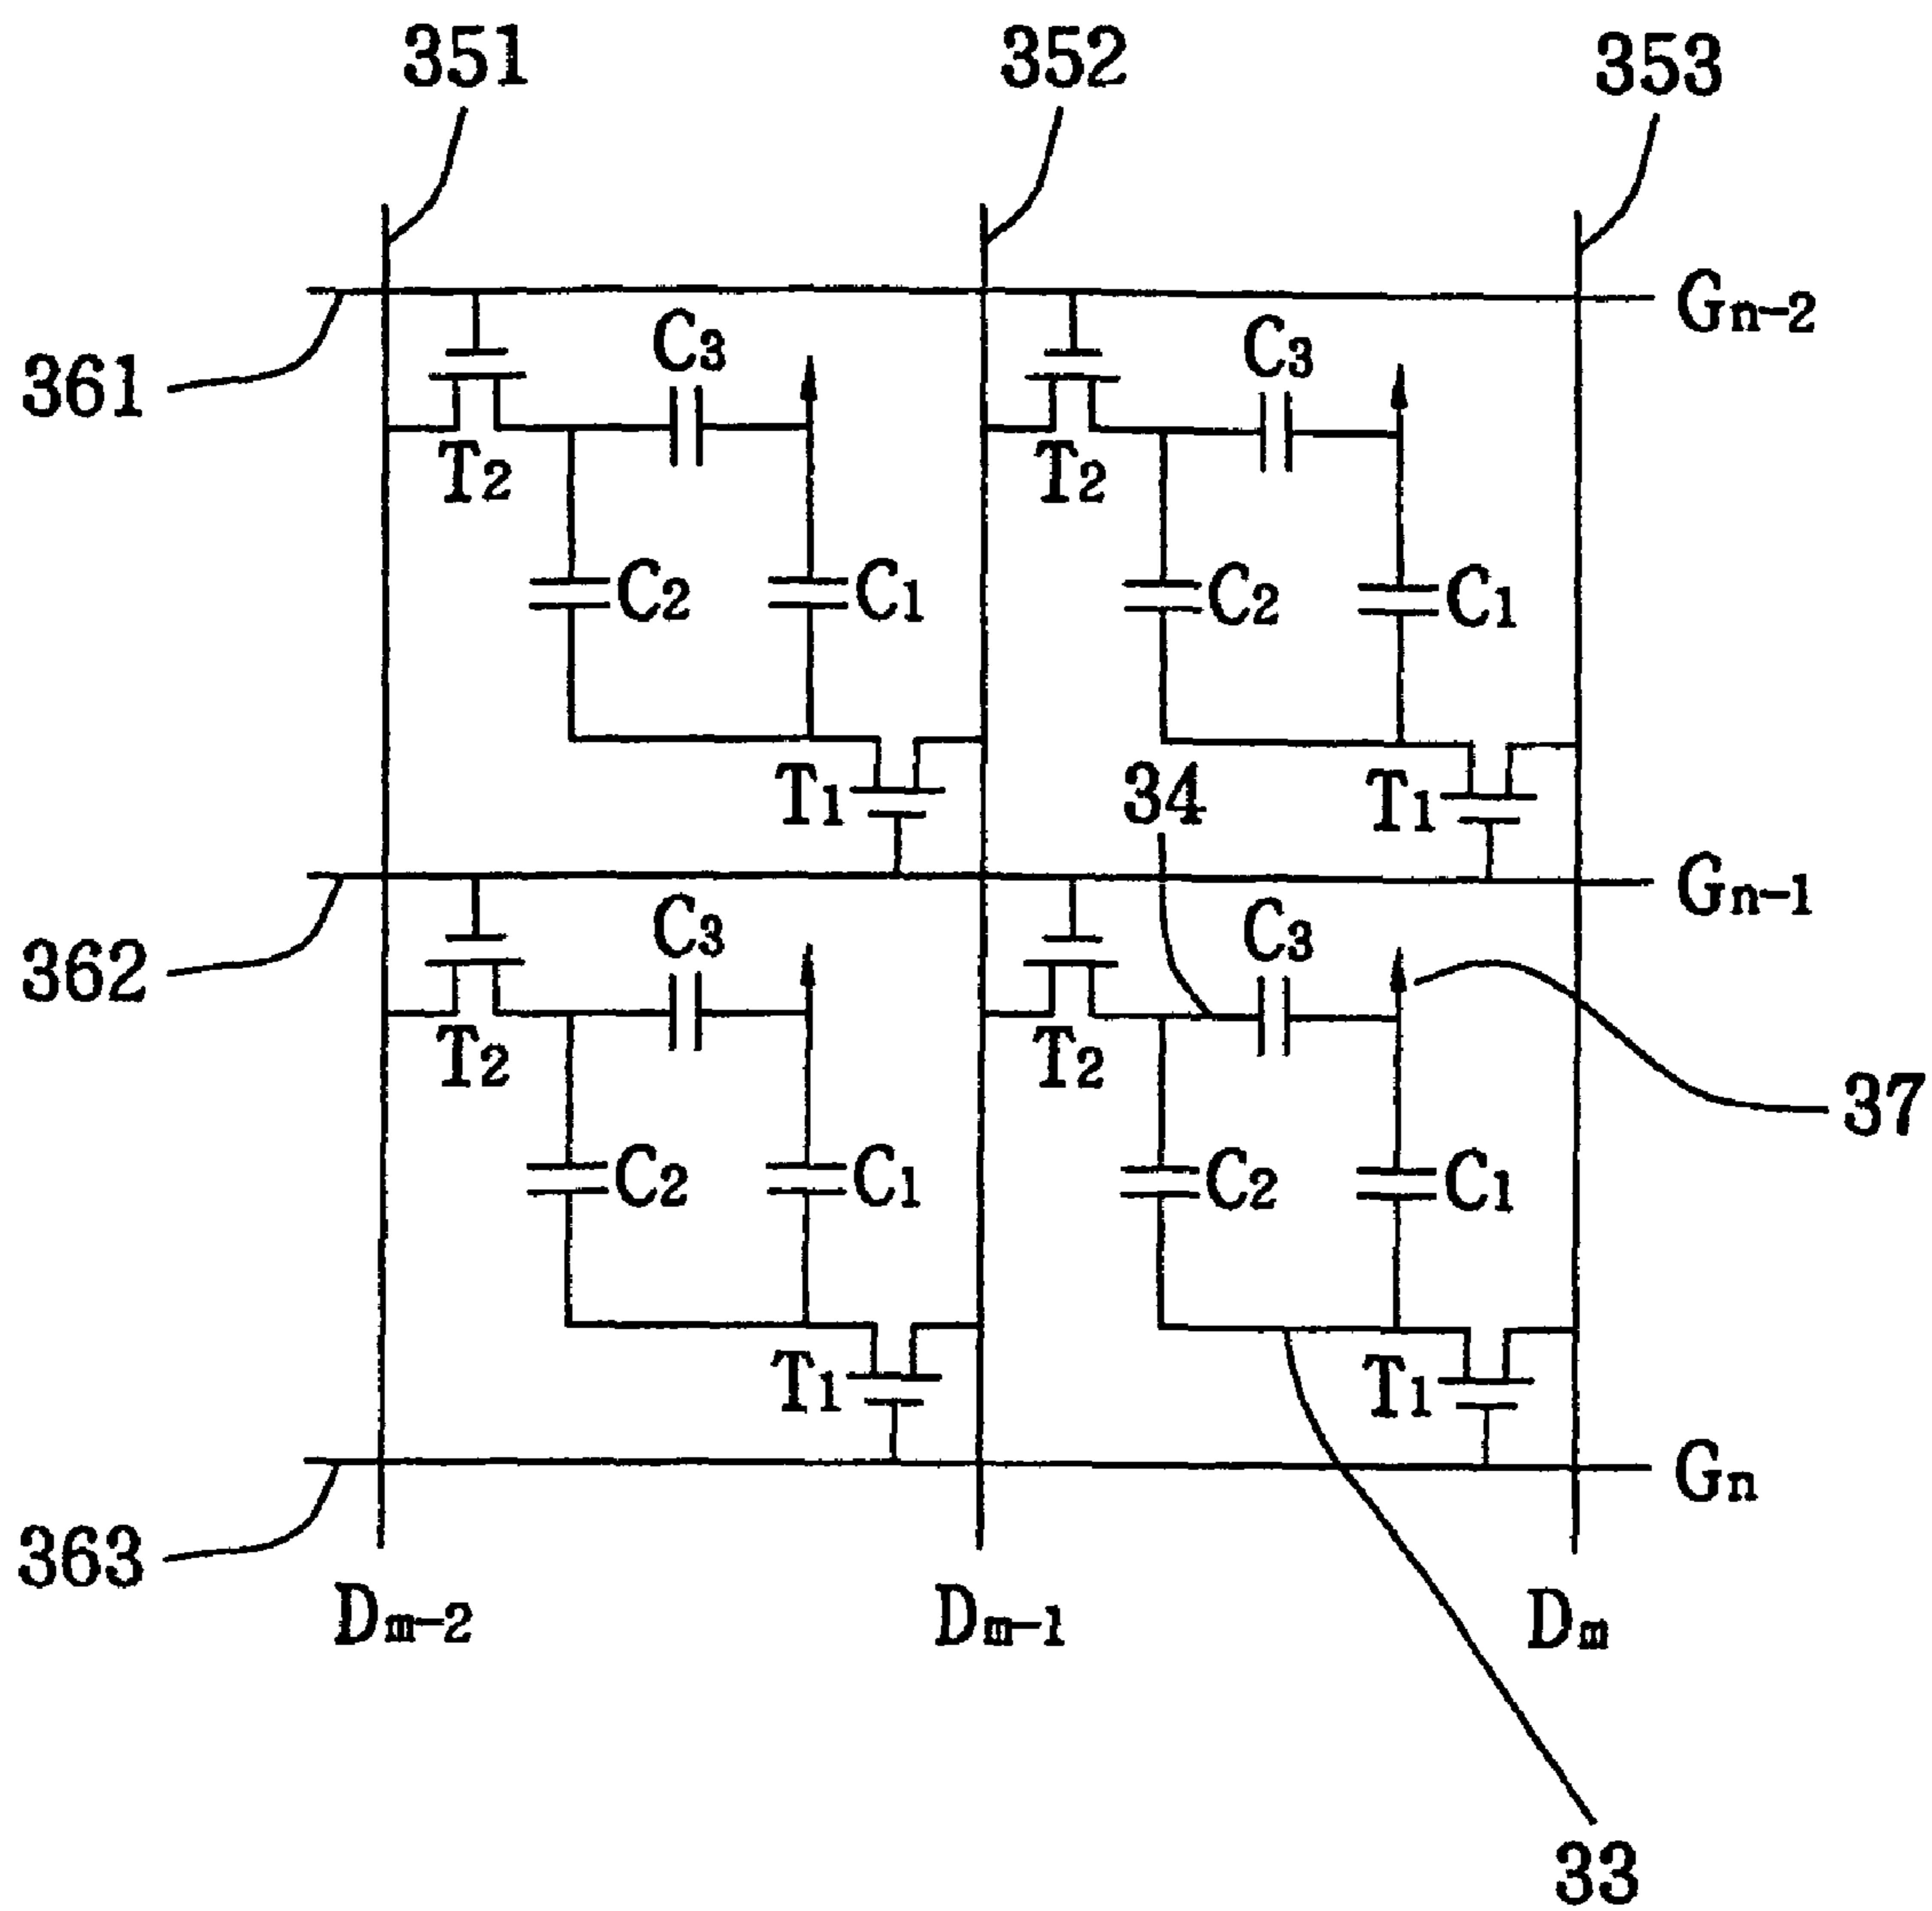 351 352 353
Gn-2
361 C3 C3
T2 T2
C2 C1 C2 C1
T1 34 T1
Gn-1
362 C3 C3
T2 T2 37
C2 C1 C2 C1
T1 T1
Gn
363
Dm-2 Dm-1 Dm
33